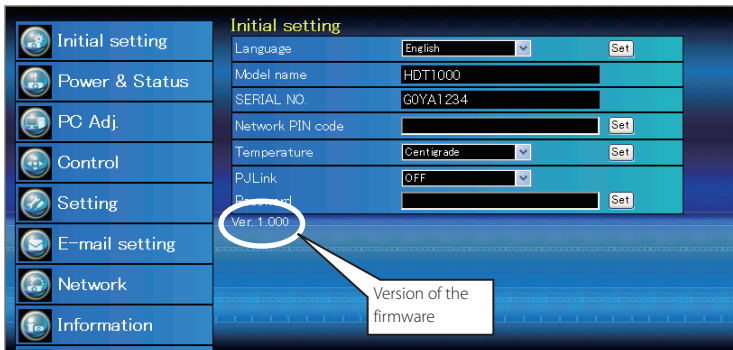 Initial setting
Power & Status
PC Adj.
Control
Setting
E-mail setting
Network
Information
Initial setting
Language English Set
Model name HDT1000
SERIAL NO. G0YA1234
Network PIN code Set
Temperature Centigrade Set
PJLink OFF
Password Set
Ver. 1.000
Version of the
firmware